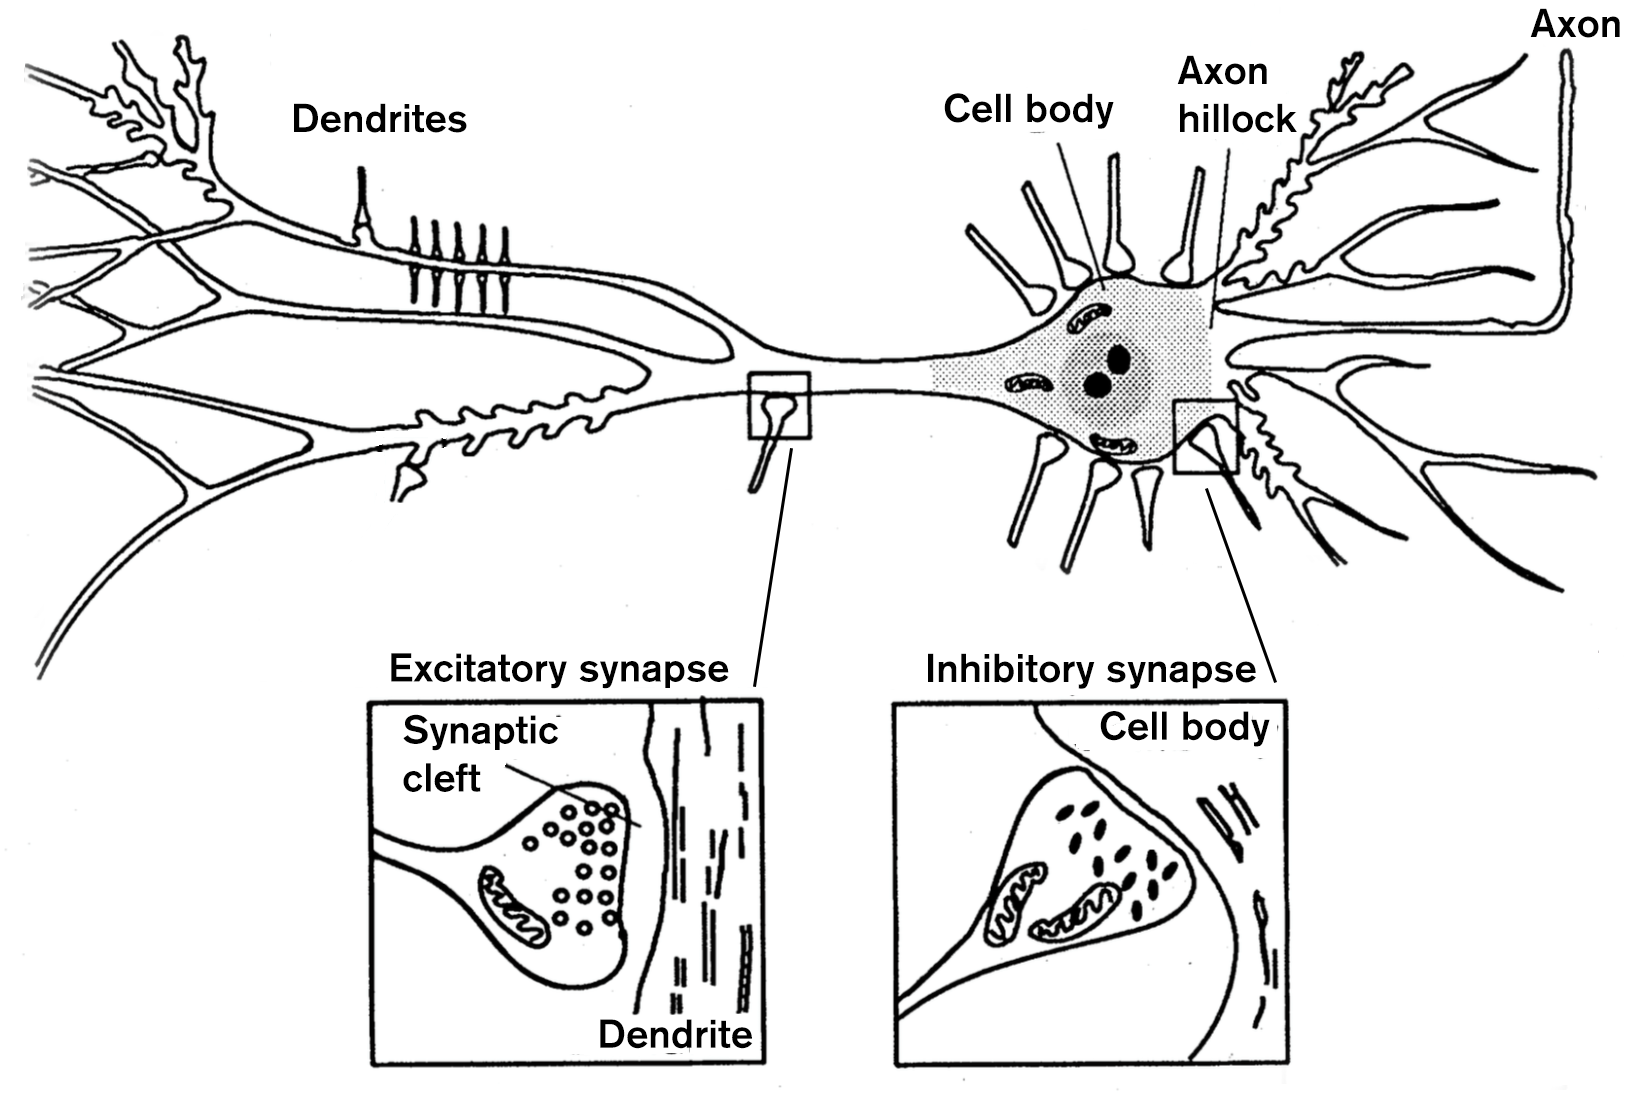 Axon
Axon
hillock
Cell body
Dendrites
Excitatory synapse
Inhibitory synapse
Synaptic
cleft
Dendrite
Cell body